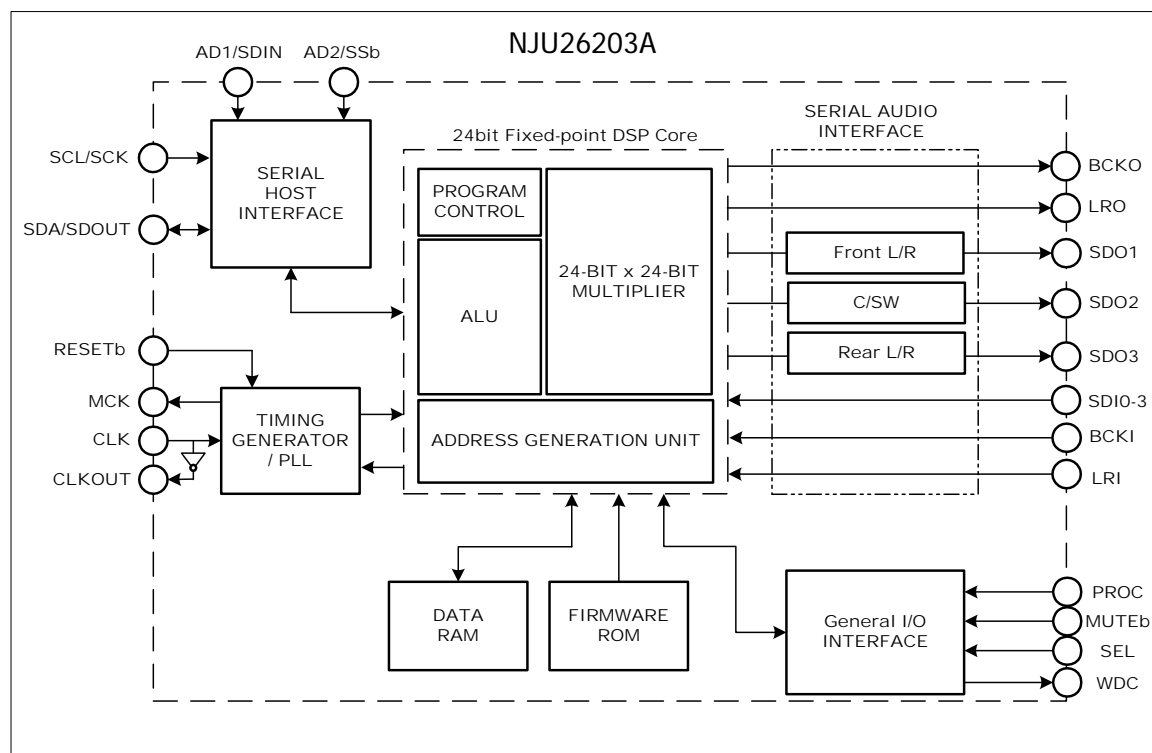 NJU26203A
AD1/SDIN
AD2/SSb
SCL/SCK
SDA/SDOUT
SERIAL
HOST
INTERFACE
RESETb
MCK
CLK
CLKOUT
TIMING
GENERATOR
/ PLL
24bit Fixed-point DSP Core
PROGRAM
CONTROL
ALU
24-BIT x 24-BIT
MULTIPLIER
ADDRESS GENERATION UNIT
SERIAL AUDIO
INTERFACE
Front L/R
C/SW
Rear L/R
BCKO
LRO
SDO1
SDO2
SDO3
SDI0-3
BCKI
LRI
DATA
RAM
FIRMWARE
ROM
General I/O
INTERFACE
PROC
MUTEb
SEL
WDC